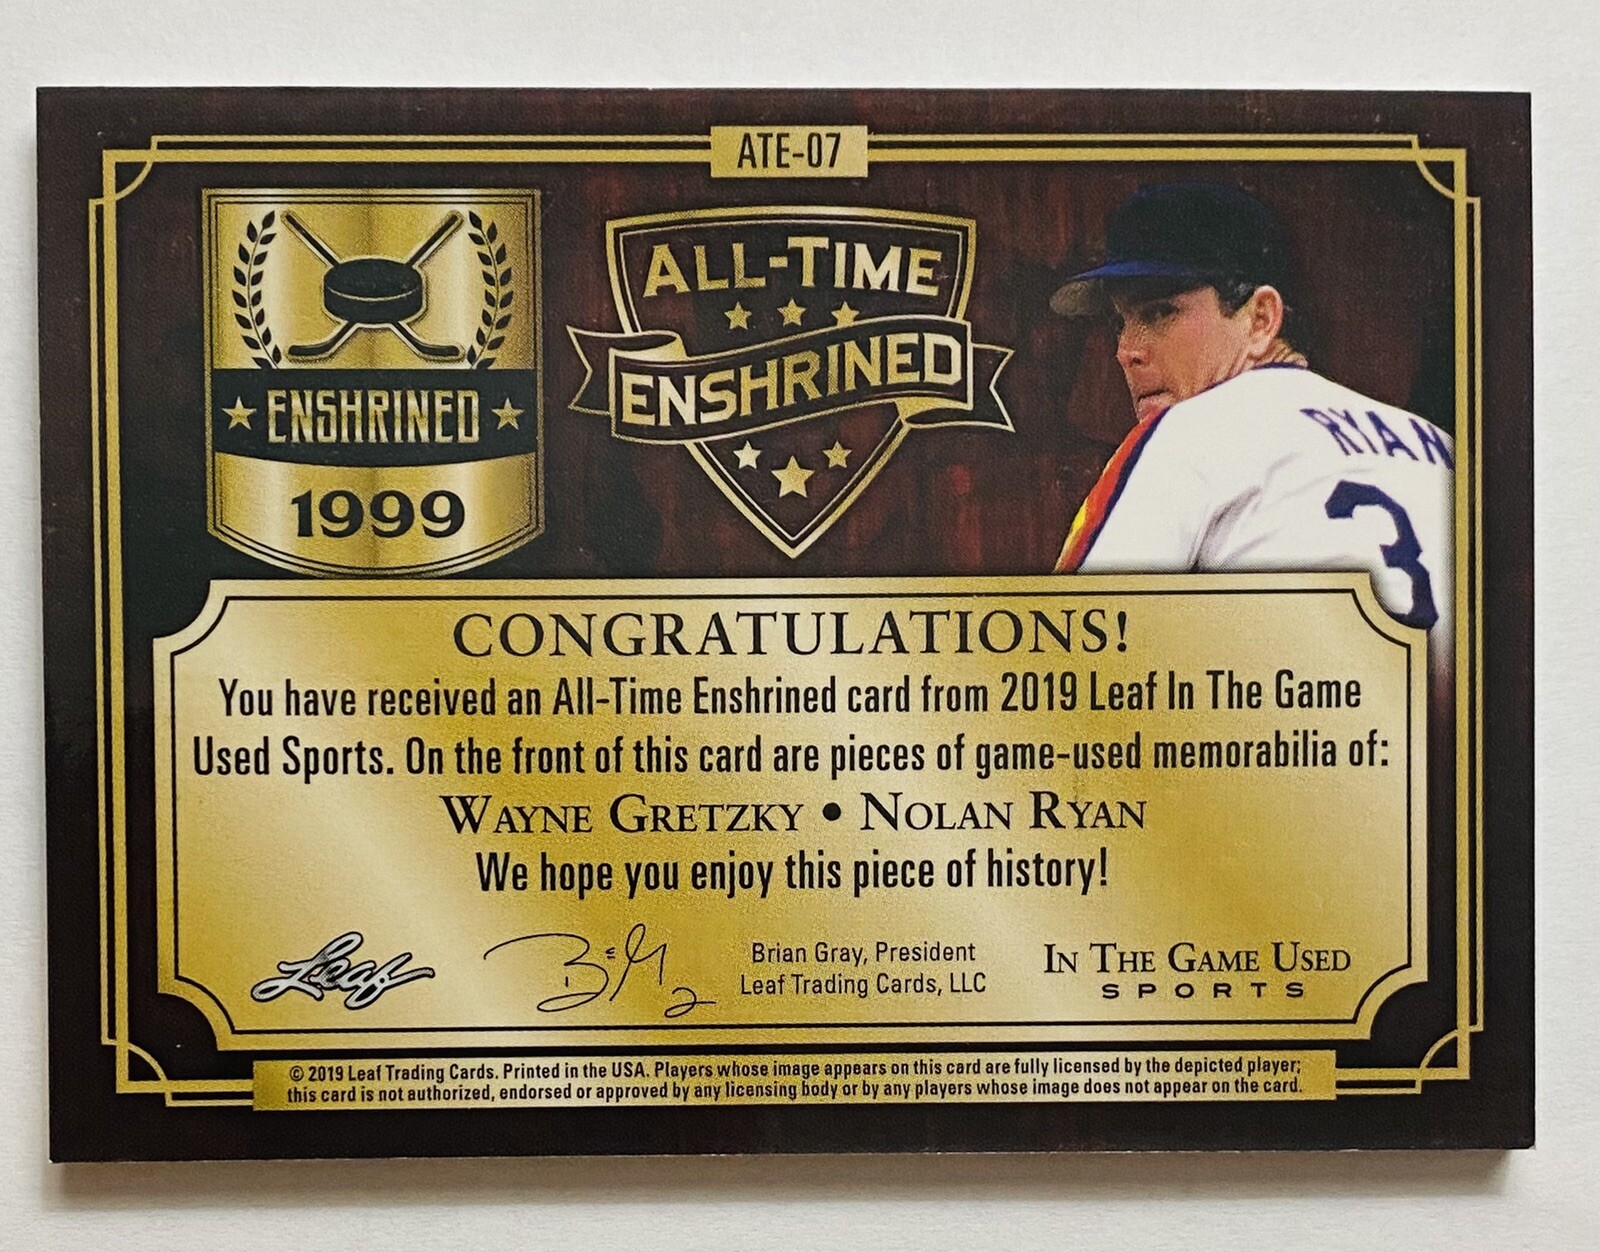 ATE-07
ALL-TIME
ENSHRINED
★ ENSHRINED ★
1999
RYAN
3
CONGRATULATIONS!
You have received an All-Time Enshrined card from 2019 Leaf In The Game
Used Sports. On the front of this card are pieces of game-used memorabilia of:
WAYNE GRETZKY • NOLAN RYAN
We hope you enjoy this piece of history!
Leaf
Brian Gray, President
Leaf Trading Cards, LLC
IN THE GAME USED
SPORTS
© 2019 Leaf Trading Cards. Printed in the USA. Players whose image appears on this card are fully licensed by the depicted player;
this card is not authorized, endorsed or approved by any licensing body or by any players whose image does not appear on the card.